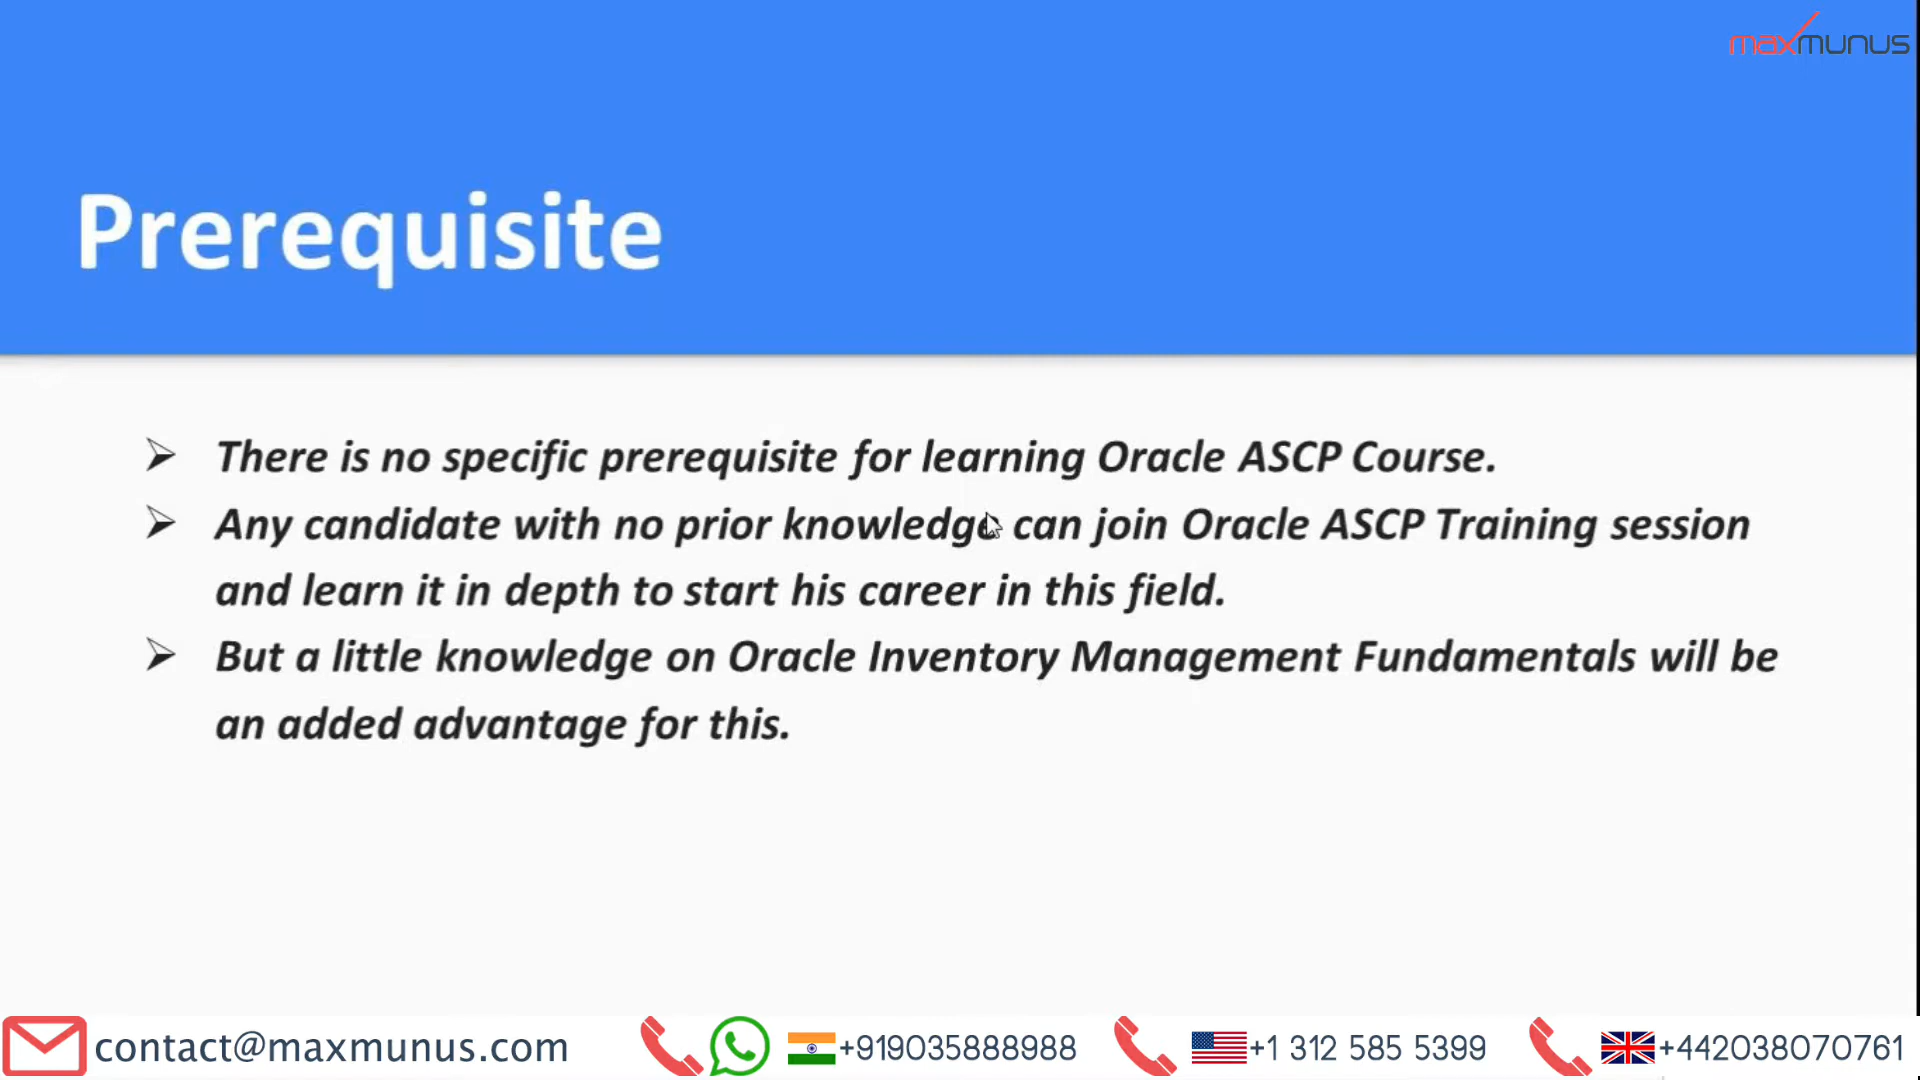 maxmunus
Prerequisite
➢ There is no specific prerequisite for learning Oracle ASCP Course.
➢ Any candidate with no prior knowledge can join Oracle ASCP Training session
and learn it in depth to start his career in this field.
➢ But a little knowledge on Oracle Inventory Management Fundamentals will be
an added advantage for this.
contact@maxmunus.com +919035888988 +1 312 585 5399 +442038070761